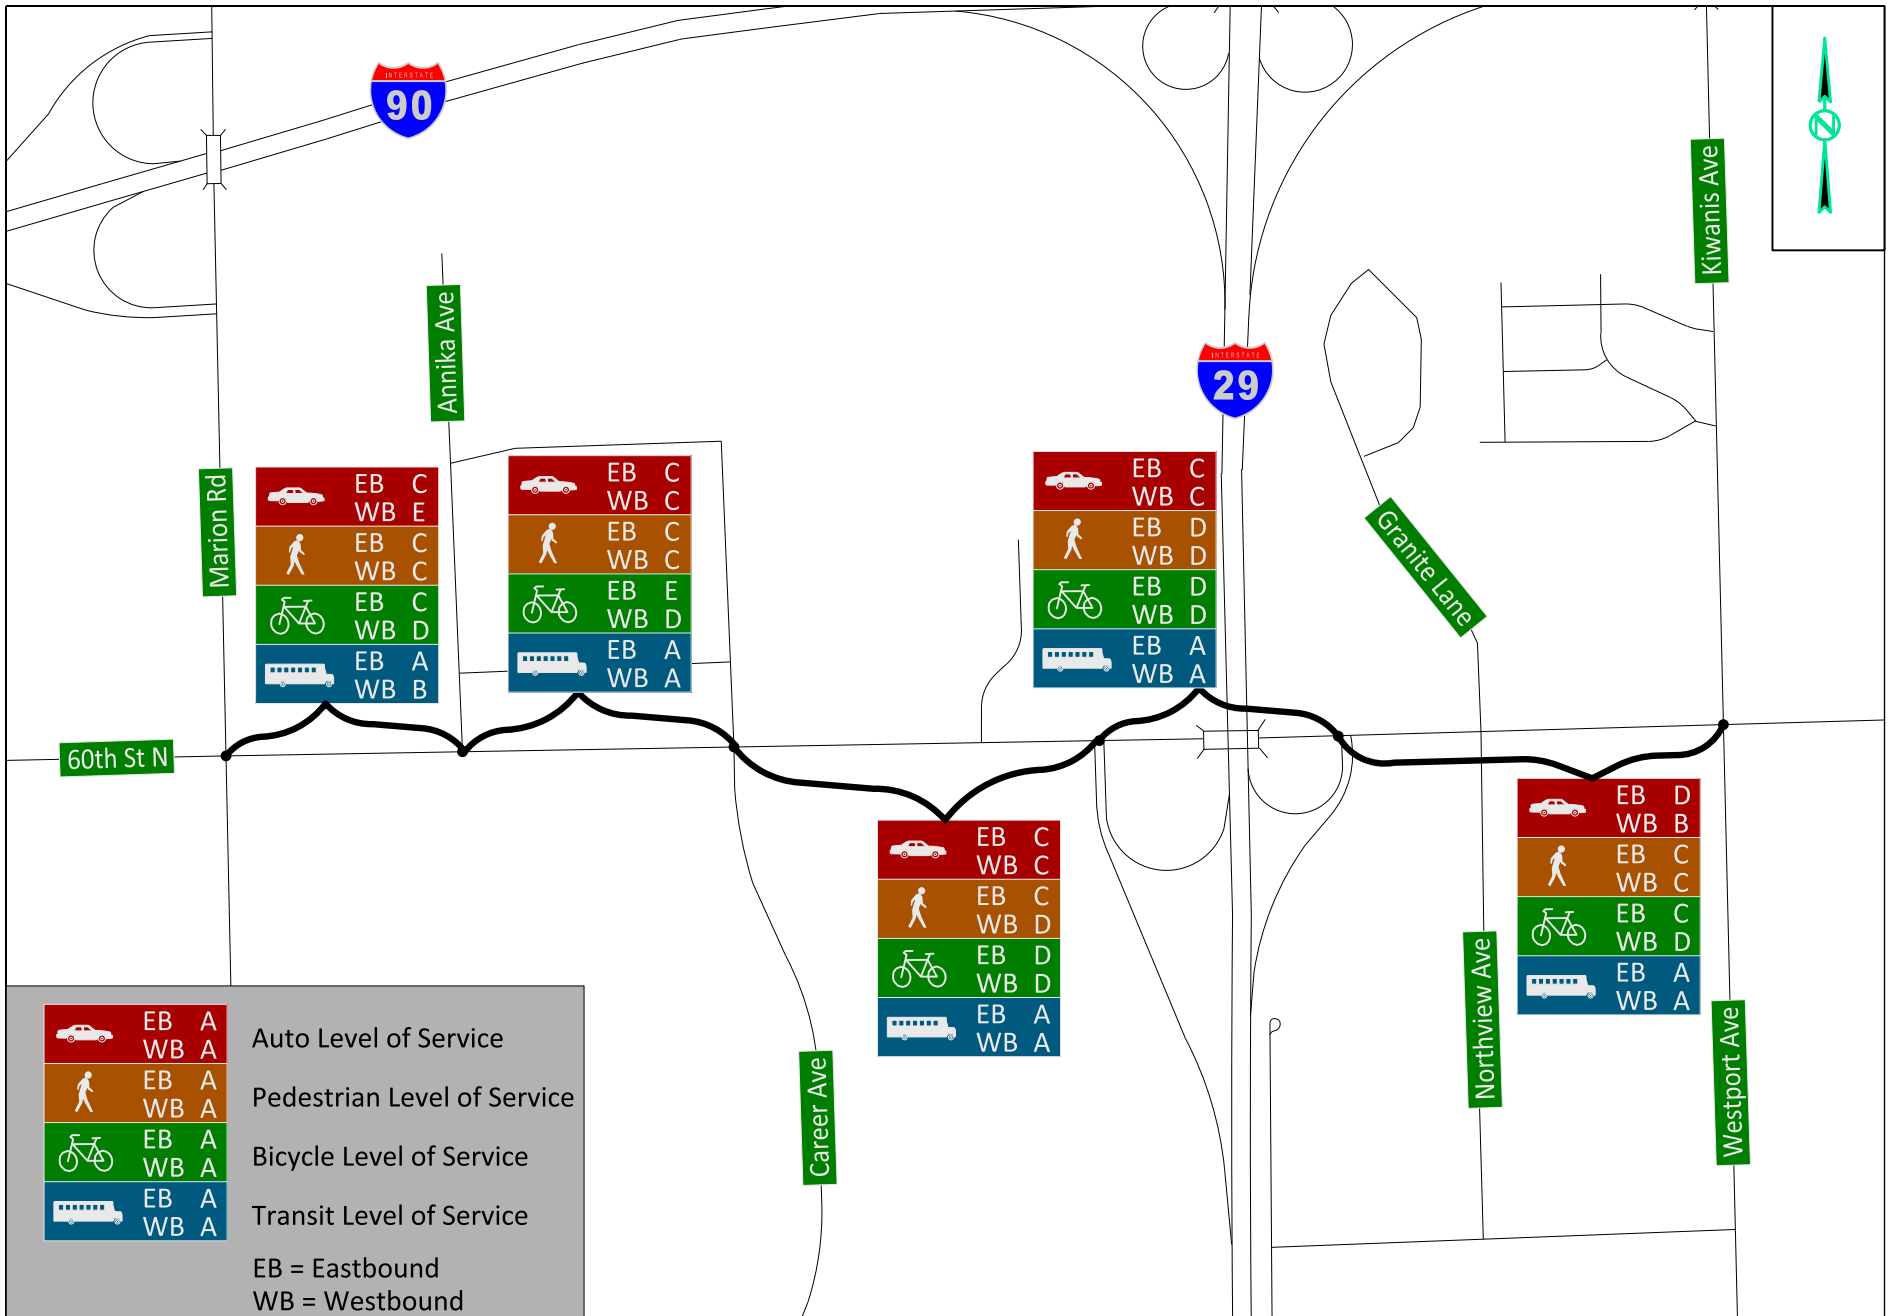 INTERSTATE
90
Kiwanis Ave
Annika Ave
INTERSTATE
29
Marion Rd
EB C
WB E
EB C
WB C
EB C
WB D
EB A
WB B
EB C
WB C
EB C
WB C
EB E
WB D
EB A
WB A
EB C
WB C
EB D
WB D
EB D
WB D
EB A
WB A
Granite Lane
60th St N
EB C
WB C
EB C
WB D
EB D
WB D
EB A
WB A
EB D
WB B
EB C
WB C
EB C
WB D
EB A
WB A
Northview Ave
Westport Ave
Career Ave
EB A
WB A
Auto Level of Service
EB A
WB A
Pedestrian Level of Service
EB A
WB A
Bicycle Level of Service
EB A
WB A
Transit Level of Service
EB = Eastbound
WB = Westbound
N